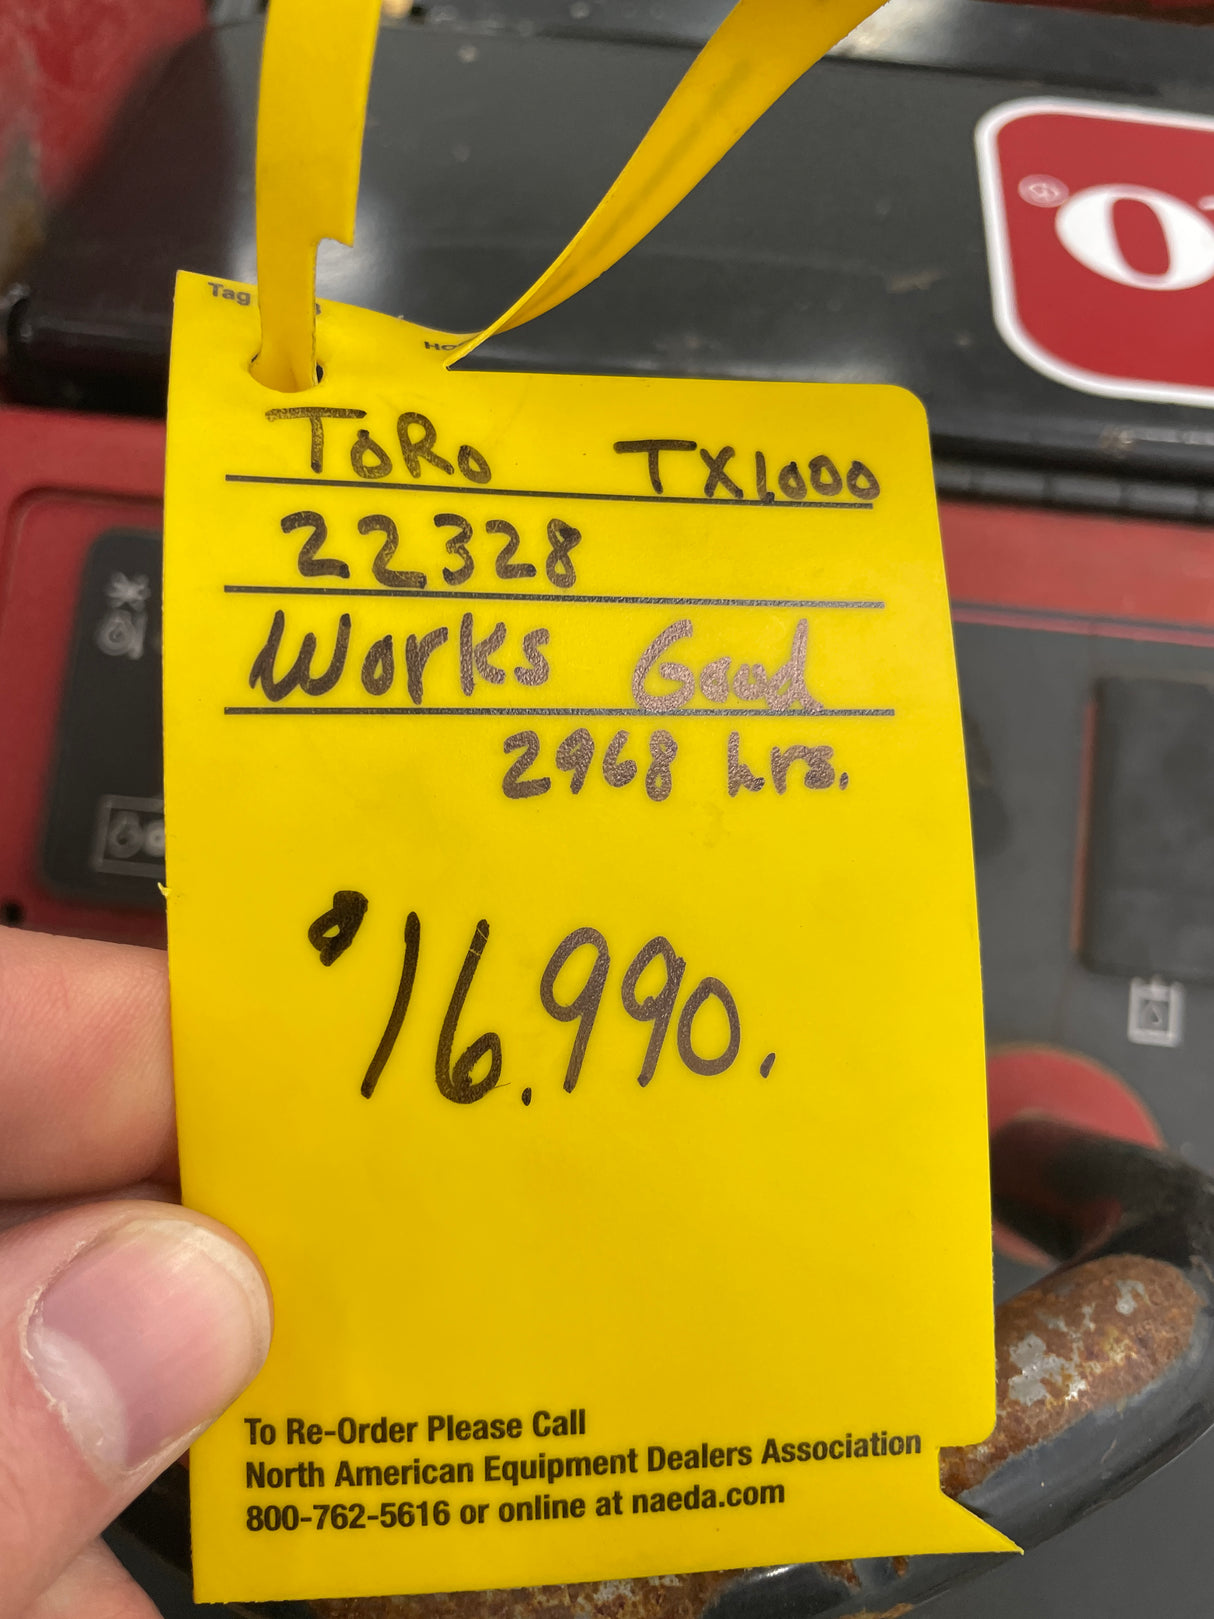 Tag
TORO TX1000
22328
Works Good
2968 hrs.
$16,990.
To Re-Order Please Call
North American Equipment Dealers Association
800-762-5616 or online at naeda.com